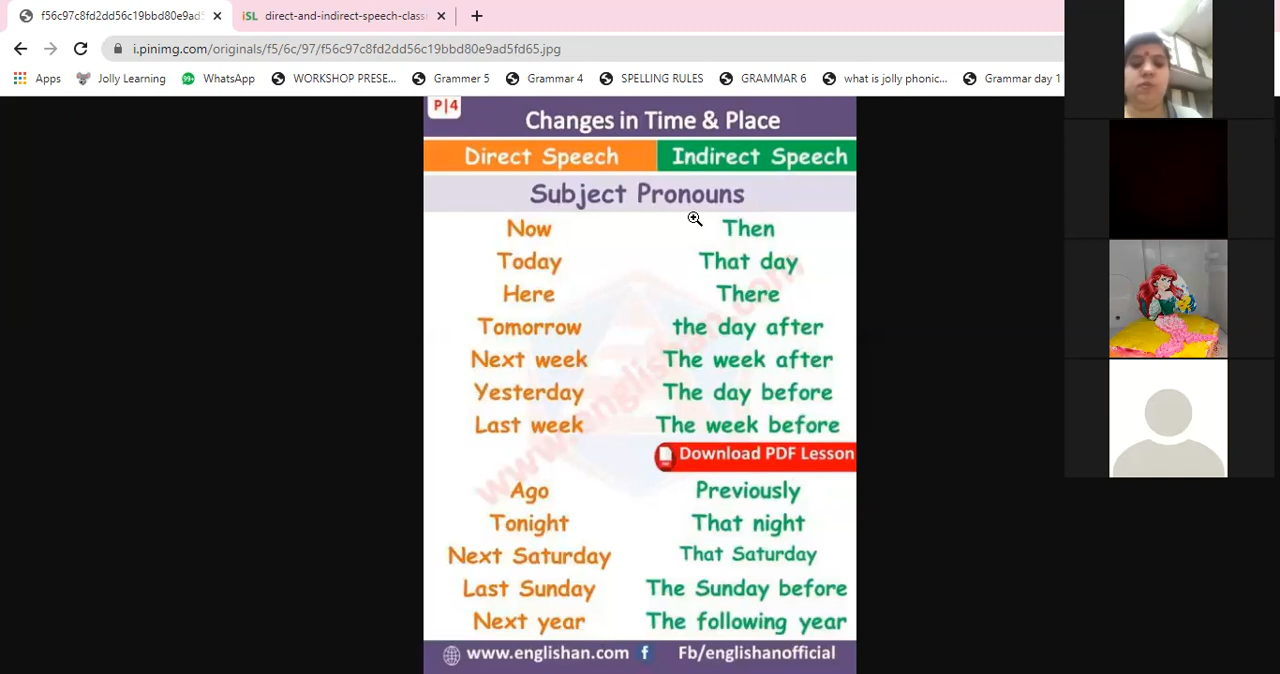 f56c97c8fd2dd56c19bbd80e9ad5
iSL direct-and-indirect-speech-class
i.pinimg.com/originals/f5/6c/97/f56c97c8fd2dd56c19bbd80e9ad5fd65.jpg
Apps Jolly Learning 99+ WhatsApp WORKSHOP PRESE... Grammer 5 Grammar 4 SPELLING RULES GRAMMAR 6 what is jolly phonic... Grammar day 1
P|4
Changes in Time & Place
Direct Speech Indirect Speech
Subject Pronouns
Now Then
Today That day
Here There
Tomorrow the day after
Next week The week after
Yesterday The day before
Last week The week before
Download PDF Lesson
Ago Previously
Tonight That night
Next Saturday That Saturday
Last Sunday The Sunday before
Next year The following year
www.englishan.com
www.englishan.com f Fb/englishanofficial